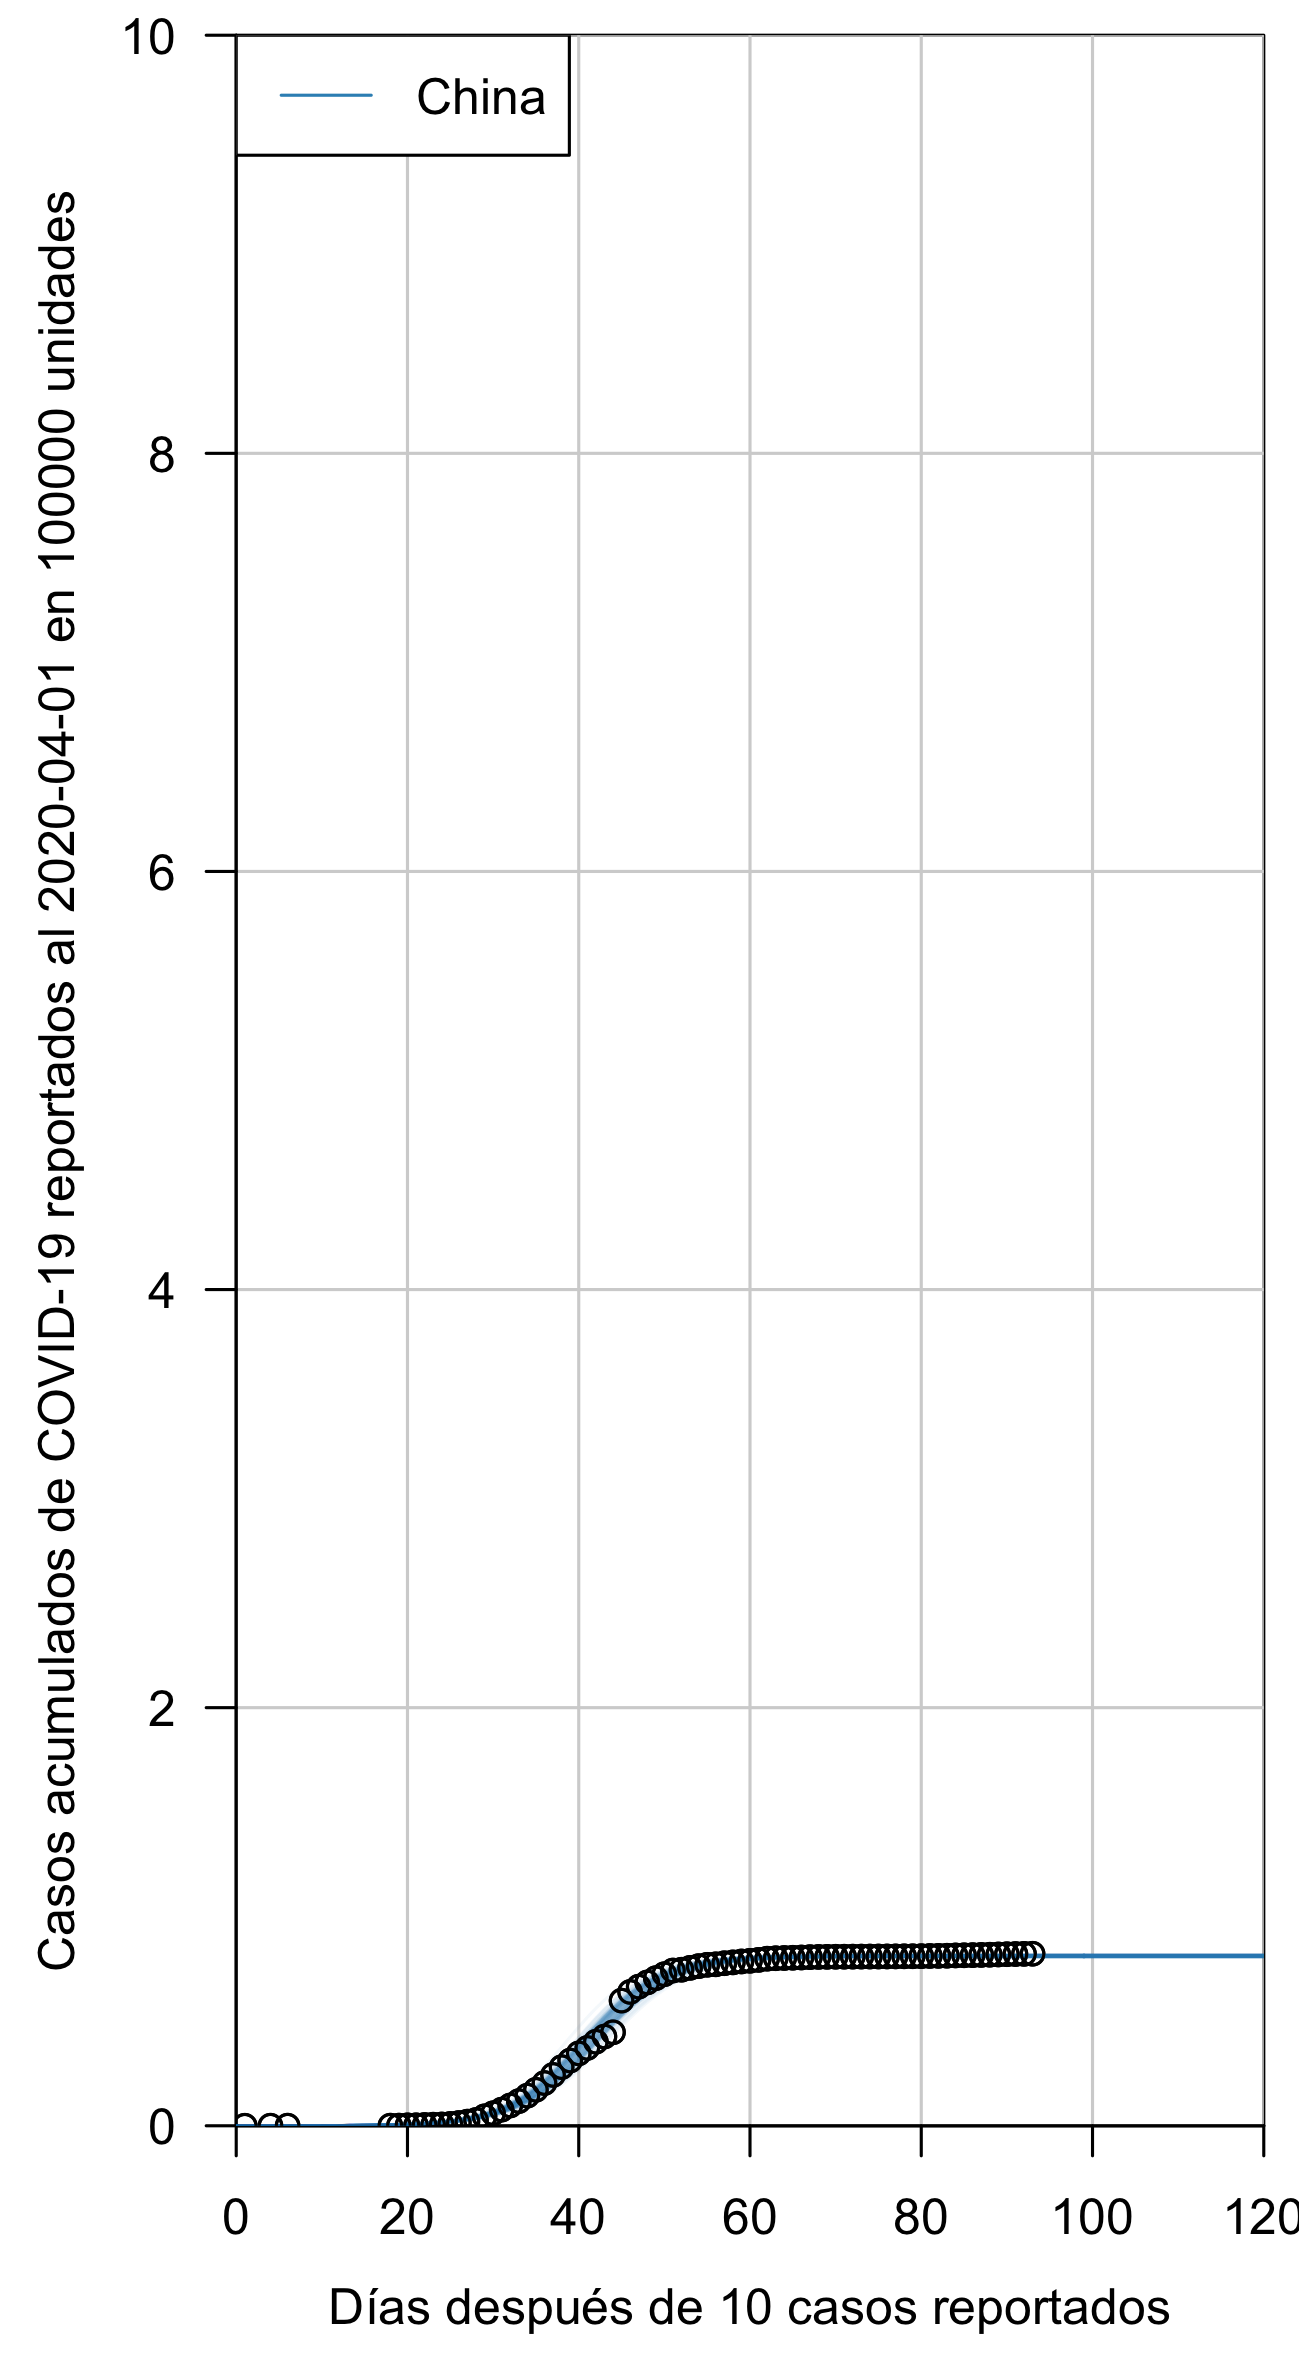 10
China
8
6
4
2
0
Casos acumulados de COVID-19 reportados al 2020-04-01 en 100000 unidades
0 20 40 60 80 100 120
Días después de 10 casos reportados